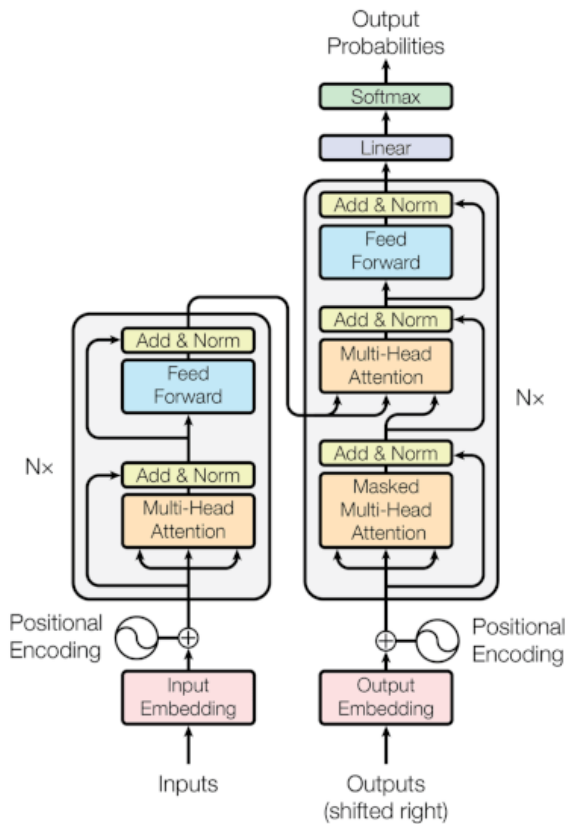 Output
Probabilities
Softmax
Linear
Add & Norm
Feed
Forward
Add & Norm
Multi-Head
Attention
Add & Norm
Masked
Multi-Head
Attention
N×
Add & Norm
Feed
Forward
Add & Norm
Multi-Head
Attention
N×
Positional
Encoding
Positional
Encoding
Input
Embedding
Output
Embedding
Inputs
Outputs
(shifted right)